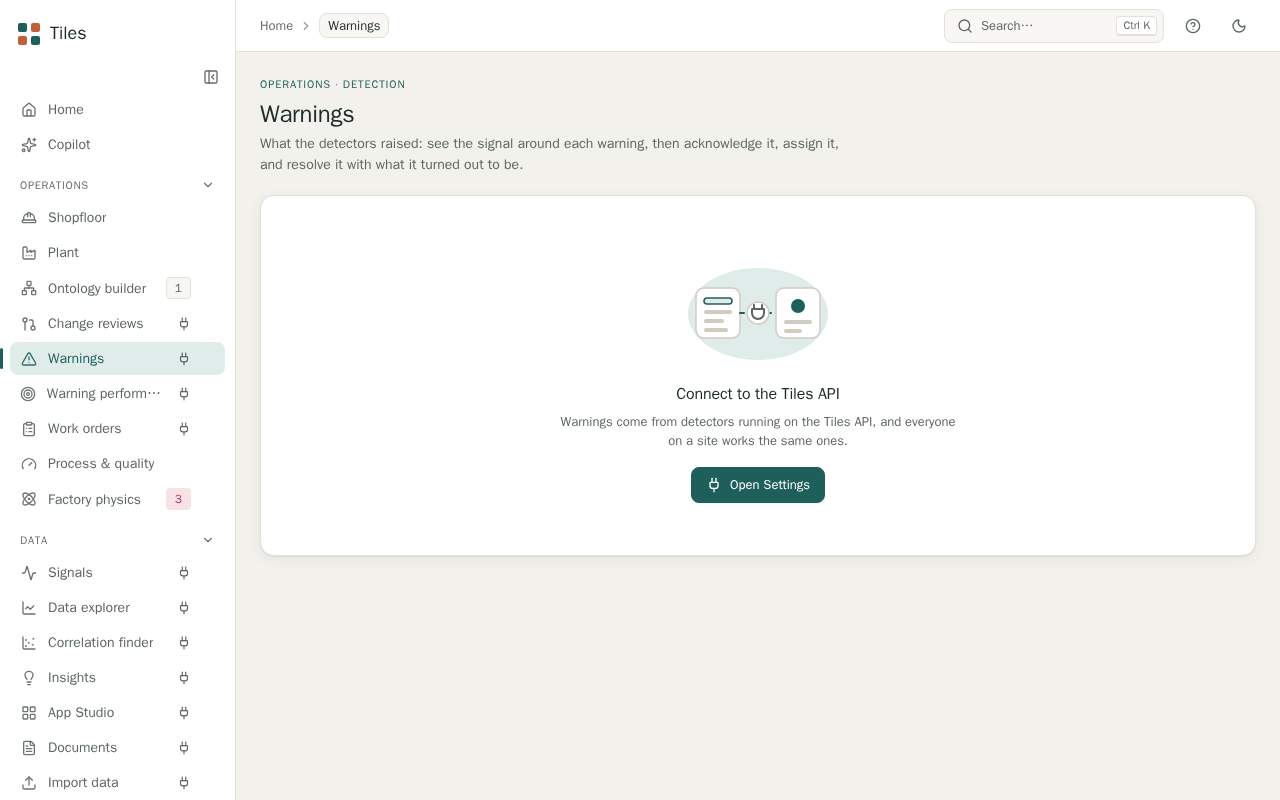 Tiles
Home
Copilot
OPERATIONS
Shopfloor
Plant
Ontology builder 1
Change reviews
Warnings
Warning perform···
Work orders
Process & quality
Factory physics 3
DATA
Signals
Data explorer
Correlation finder
Insights
App Studio
Documents
Import data
Home Warnings
Search··· Ctrl K
OPERATIONS · DETECTION
Warnings
What the detectors raised: see the signal around each warning, then acknowledge it, assign it,
and resolve it with what it turned out to be.
Connect to the Tiles API
Warnings come from detectors running on the Tiles API, and everyone
on a site works the same ones.
Open Settings